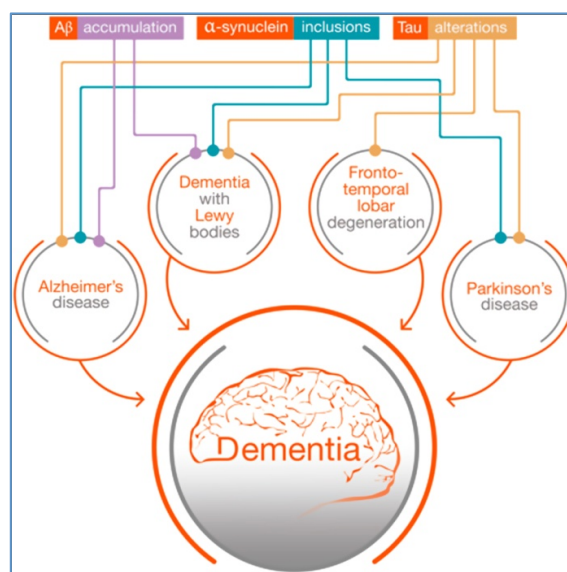 Aβ accumulation α-synuclein inclusions Tau alterations
Dementia
with
Lewy
bodies
Fronto-
temporal
lobar
degeneration
Alzheimer's
disease
Parkinson's
disease
Dementia